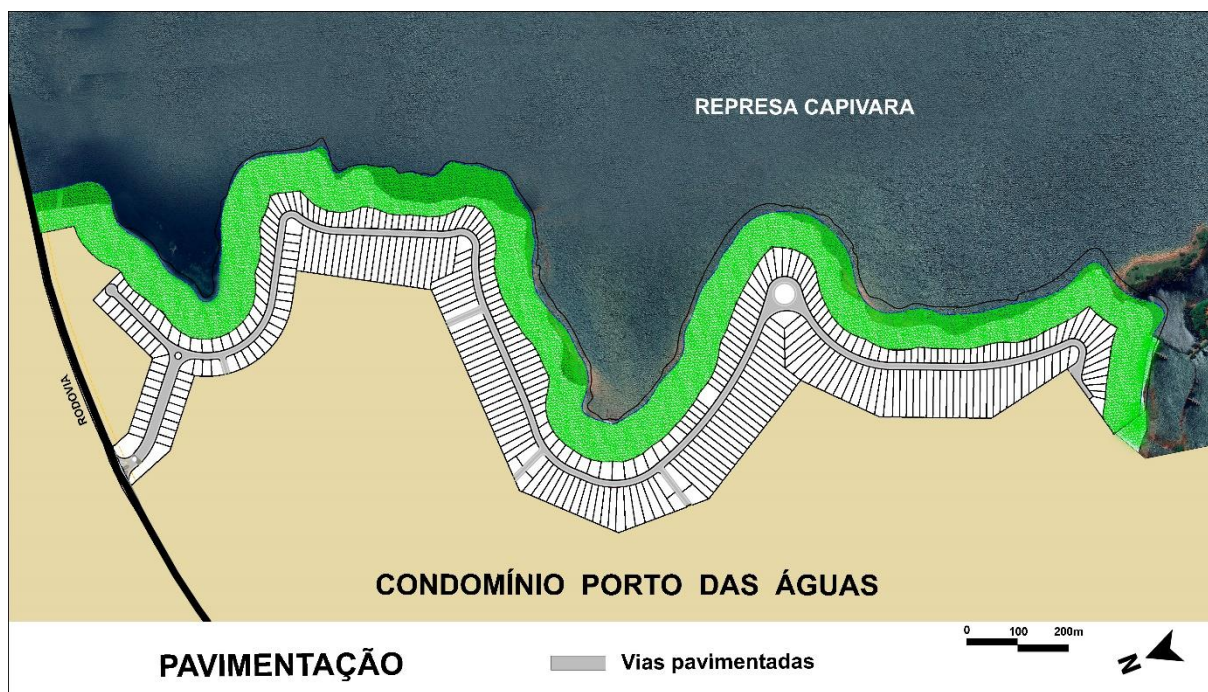 REPRESA CAPIVARA
RODOVIA
CONDOMÍNIO PORTO DAS ÁGUAS
0 100 200m
PAVIMENTAÇÃO
Vias pavimentadas
N